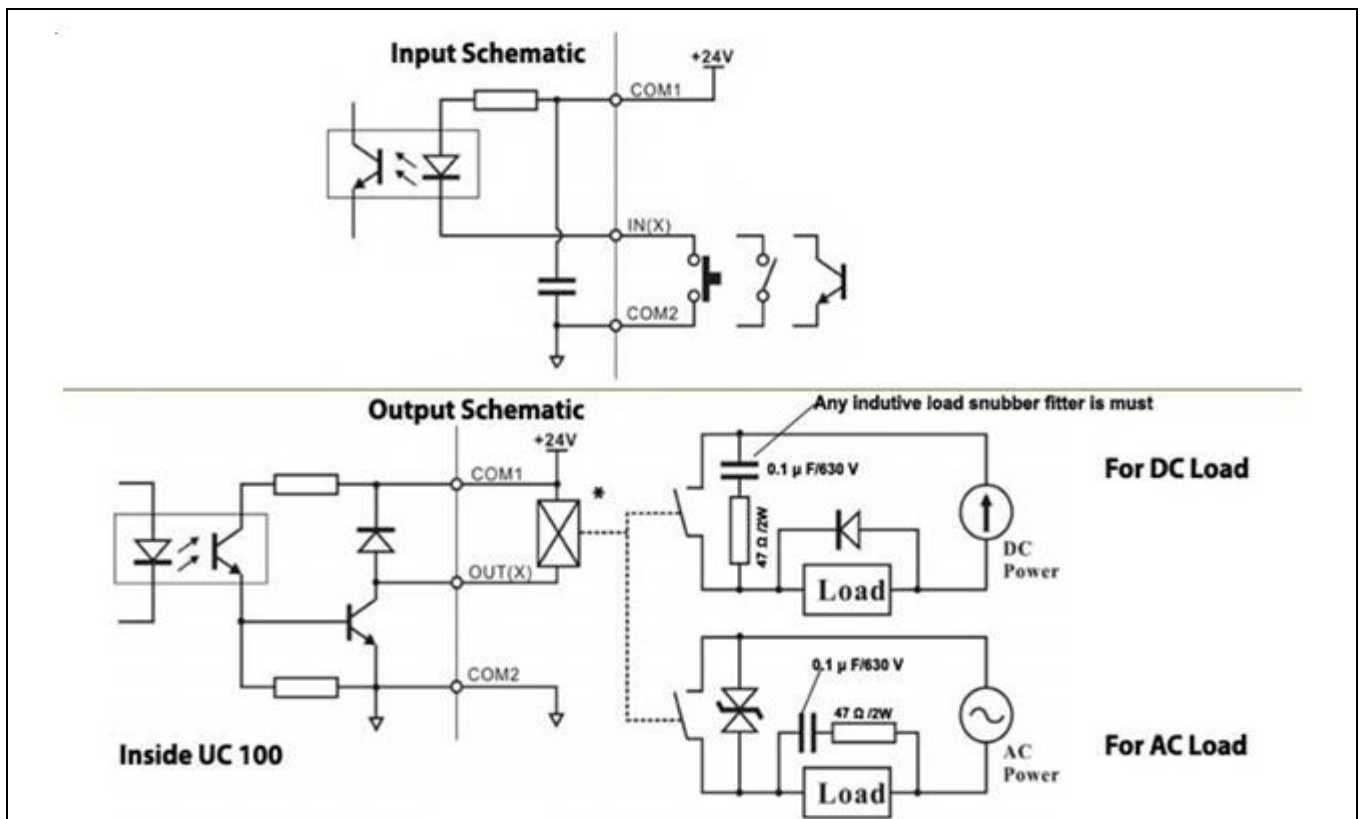 Input Schematic
+24V
COM1
IN(X)
COM2
Output Schematic
Any indutive load snubber fitter is must
+24V
COM1
*
0.1 μ F/630 V
For DC Load
47 Ω /2W
DC
Power
OUT(X)
Load
COM2
0.1 μ F/630 V
47 Ω /2W
Inside UC 100
AC
Power
For AC Load
Load